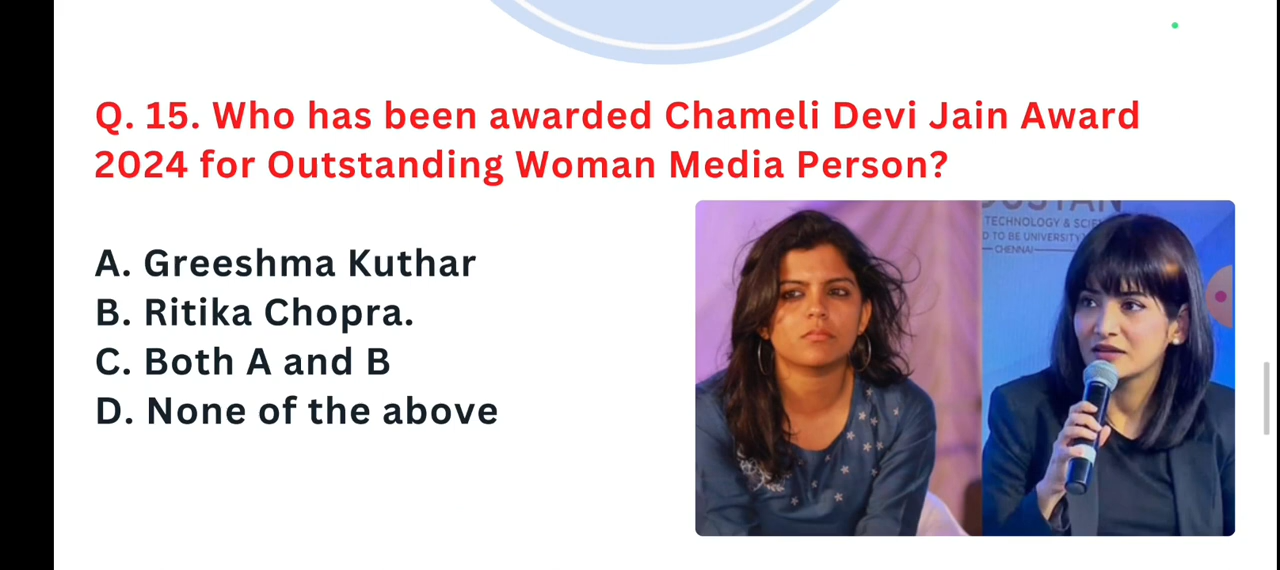 Q. 15. Who has been awarded Chameli Devi Jain Award
2024 for Outstanding Woman Media Person?
A. Greeshma Kuthar
B. Ritika Chopra.
C. Both A and B
D. None of the above
TECHNOLOGY &
TO BE UNIVERSITY
CHENNAI